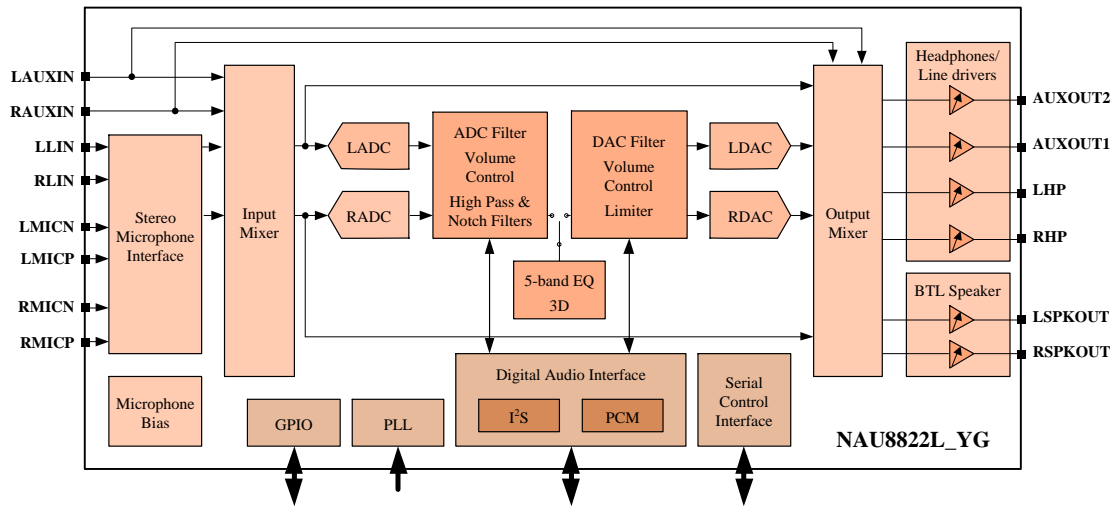 LAUXIN
RAUXIN
LLIN
RLIN
LMICN
LMICP
RMICN
RMICP
Stereo
Microphone
Interface
Microphone
Bias
Input
Mixer
LADC
RADC
ADC Filter
Volume
Control
High Pass &
Notch Filters
DAC Filter
Volume
Control
Limiter
5-band EQ
3D
LDAC
RDAC
Output
Mixer
Headphones/
Line drivers
BTL Speaker
AUXOUT2
AUXOUT1
LHP
RHP
LSPKOUT
RSPKOUT
GPIO
PLL
Digital Audio Interface
I²S
PCM
Serial
Control
Interface
NAU8822L_YG